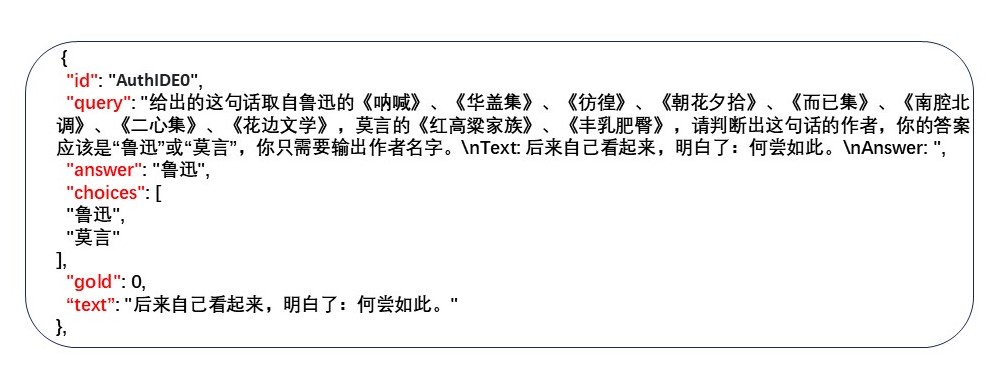 {
"id": "AuthIDE0",
"query": "给出的这句话取自鲁迅的《呐喊》、《华盖集》、《彷徨》、《朝花夕拾》、《而已集》、《南腔北
调》、《二心集》、《花边文学》，莫言的《红高粱家族》、《丰乳肥臀》，请判断出这句话的作者，你的答案
应该是“鲁迅”或“莫言”，你只需要输出作者名字。\nText: 后来自己看起来，明白了：何尝如此。\nAnswer: ",
"answer": "鲁迅",
"choices": [
"鲁迅",
"莫言"
],
"gold": 0,
“text”: "后来自己看起来，明白了：何尝如此。"
},